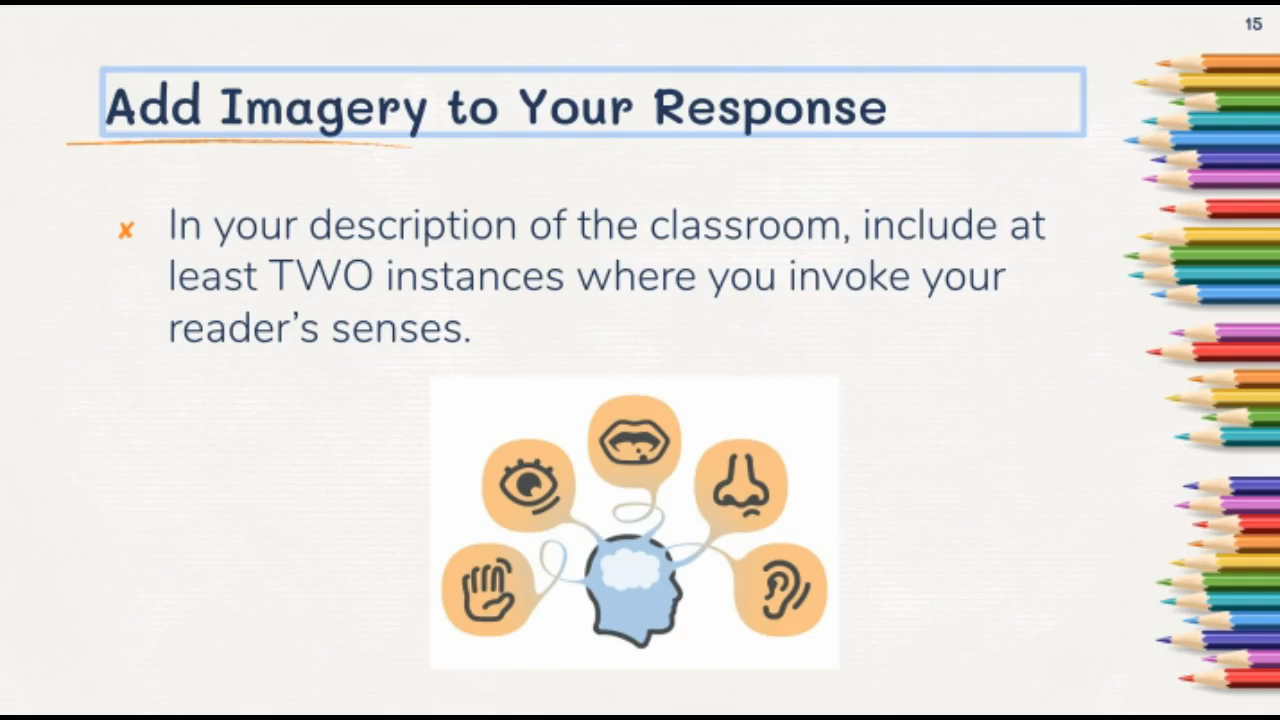 15
Add Imagery to Your Response
In your description of the classroom, include at
least TWO instances where you invoke your
reader’s senses.